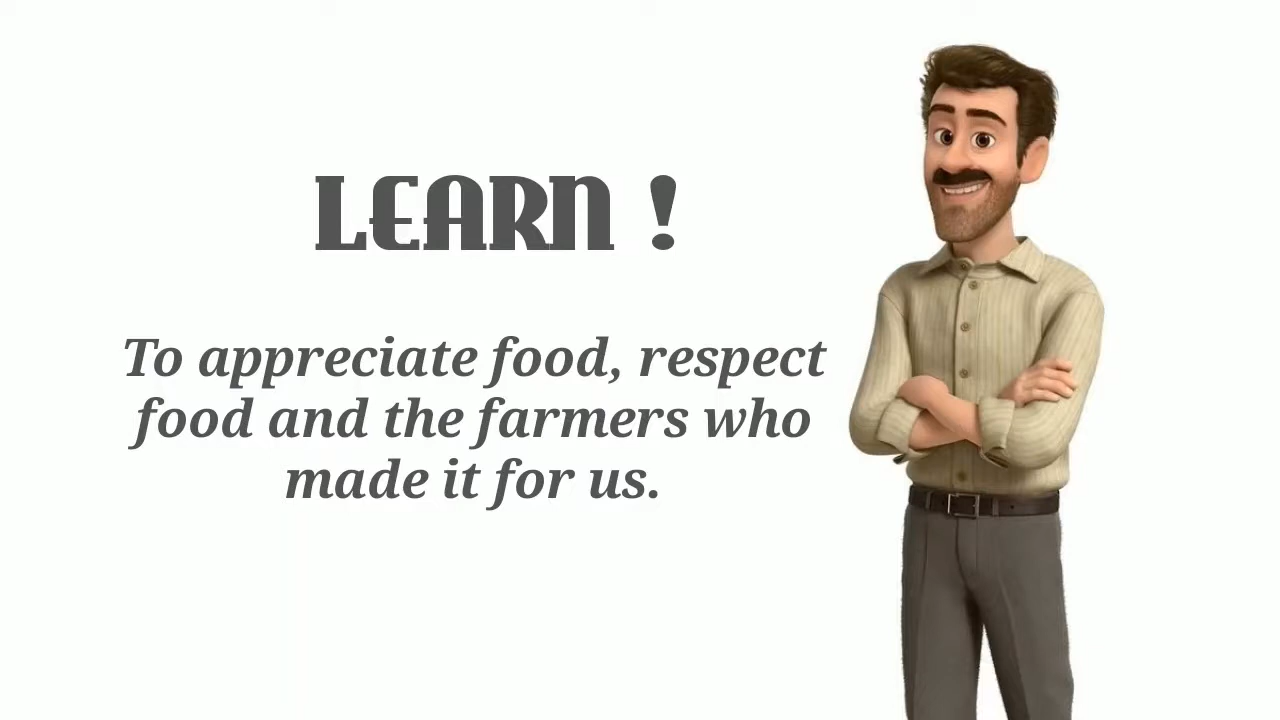 LEARN !
To appreciate food, respect
food and the farmers who
made it for us.